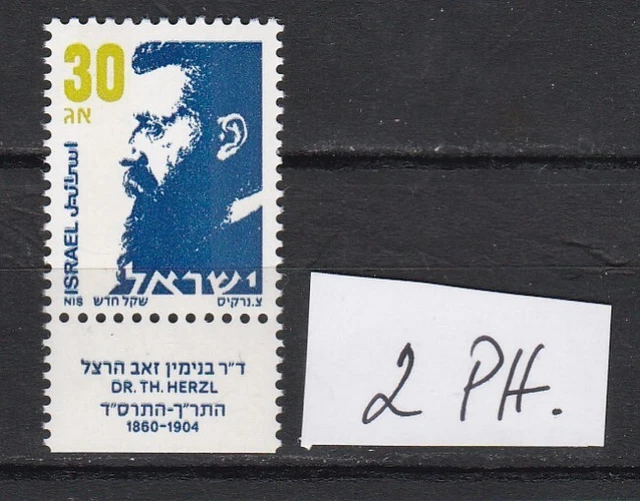 30
אג
ISRAEL اسرائيل
ישראל
NIS שקל חדש צ.נרקיס
ד"ר בנימין זאב הרצל
DR. TH. HERZL
התר"ך-התרס"ד
1860-1904
2 PH.